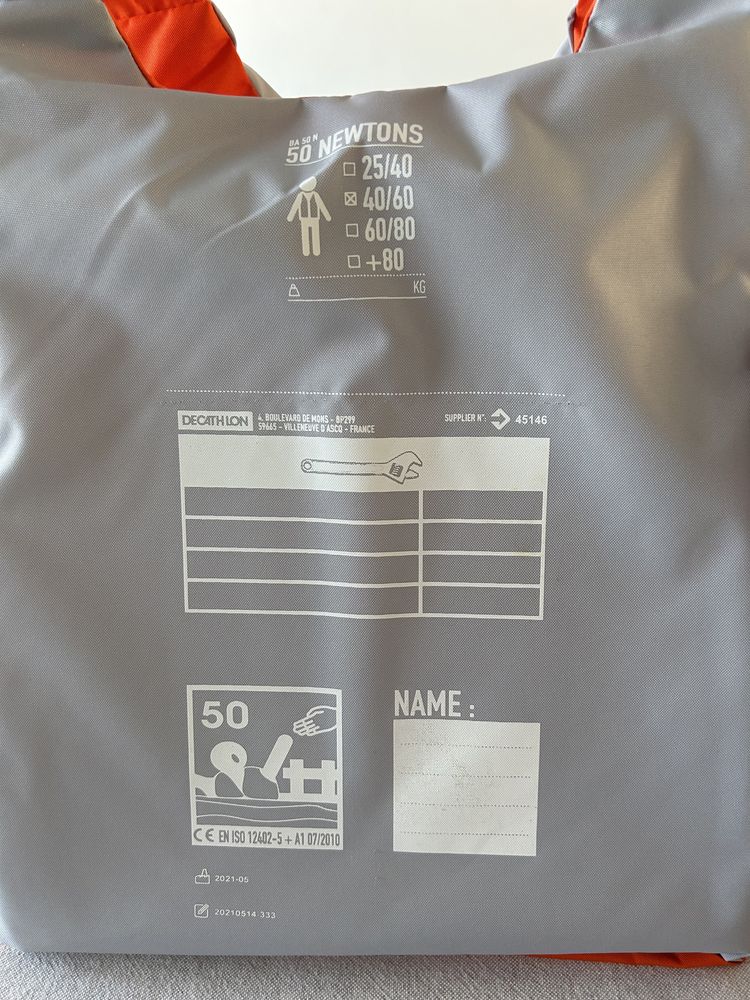 BA 50 N
50 NEWTONS
25/40
40/60
60/80
+80
KG
DECATHLON
4, BOULEVARD DE MONS - BP299
59665 - VILLENEUVE D'ASCQ - FRANCE
SUPPLIER N°: 45146
50
NAME :
CE EN ISO 12402-5 + A1 07/2010
2021-05
20210514 333